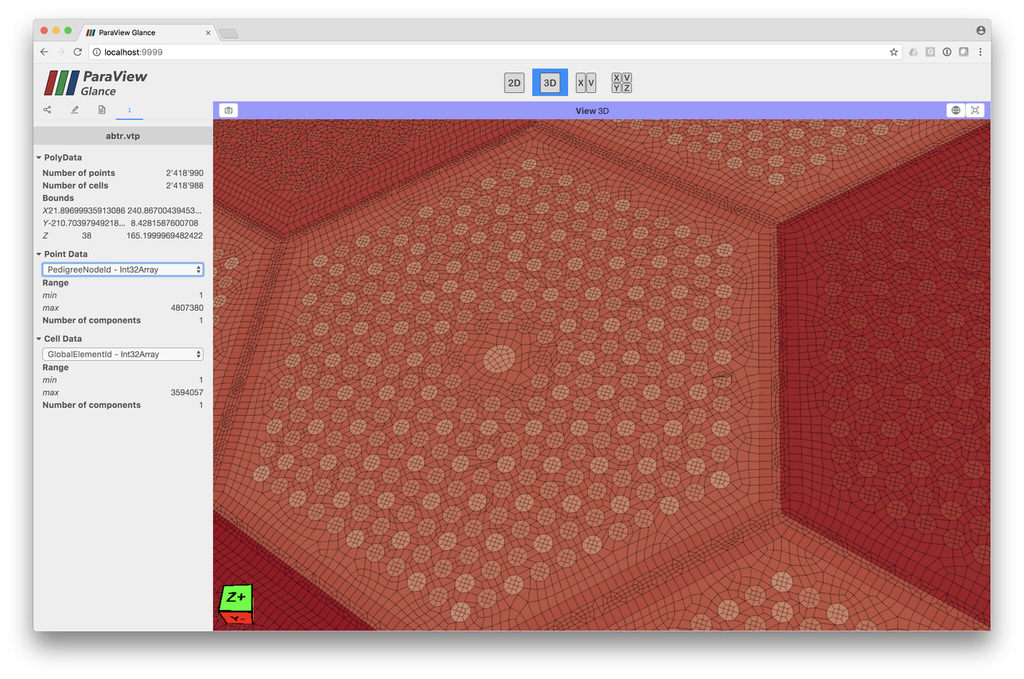 ParaView Glance
localhost:9999
ParaView
Glance
2D
3D
X V
X V
Y Z
i
View 3D
abtr.vtp
PolyData
Number of points 2'418'990
Number of cells 2'418'988
Bounds
X 21.89699935913086 240.86700439453...
Y -210.70397949218... 8.4281587600708
Z 38 165.1999969482422
Point Data
PedigreeNodeId - Int32Array
Range
min 1
max 4807380
Number of components 1
Cell Data
GlobalElementId - Int32Array
Range
min 1
max 3594057
Number of components 1
Z+
Y-